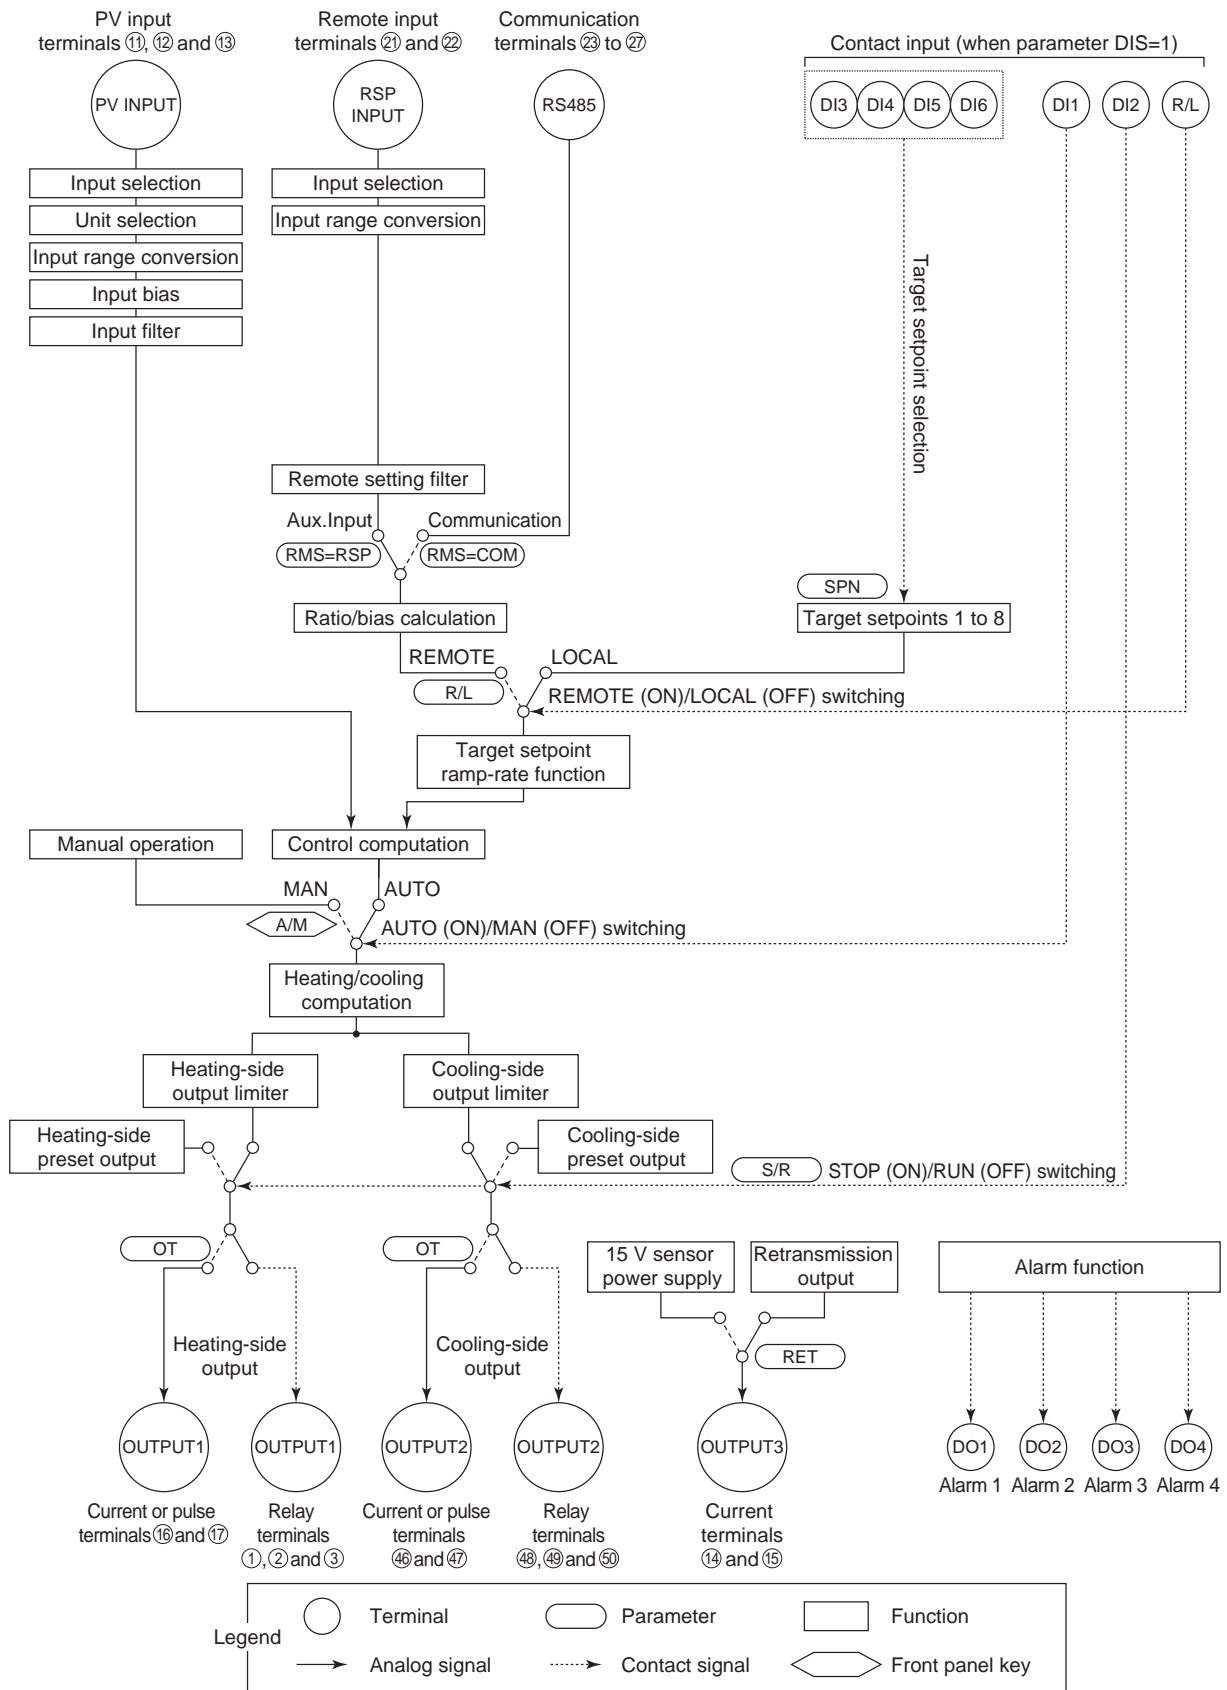 PV input
terminals ⑪, ⑫ and ⑬
Remote input
terminals ㉑ and ㉒
Communication
terminals ㉓ to ㉗
Contact input (when parameter DIS=1)
PV INPUT
RSP
INPUT
RS485
DI3
DI4
DI5
DI6
DI1
DI2
R/L
Input selection
Unit selection
Input range conversion
Input bias
Input filter
Input selection
Input range conversion
Target setpoint selection
Remote setting filter
Aux.Input
Communication
RMS=RSP
RMS=COM
SPN
Ratio/bias calculation
Target setpoints 1 to 8
REMOTE
LOCAL
R/L
REMOTE (ON)/LOCAL (OFF) switching
Target setpoint
ramp-rate function
Manual operation
Control computation
MAN
AUTO
A/M
AUTO (ON)/MAN (OFF) switching
Heating/cooling
computation
Heating-side
output limiter
Cooling-side
output limiter
Heating-side
preset output
Cooling-side
preset output
S/R
STOP (ON)/RUN (OFF) switching
OT
OT
15 V sensor
power supply
Retransmission
output
Alarm function
Heating-side
output
Cooling-side
output
RET
OUTPUT1
OUTPUT1
OUTPUT2
OUTPUT2
OUTPUT3
DO1
DO2
DO3
DO4
Alarm 1
Alarm 2
Alarm 3
Alarm 4
Current or pulse
terminals ⑯ and ⑰
Relay
terminals
①, ② and ③
Current or pulse
terminals
㊻ and ㊼
Relay
terminals
㊽, ㊾ and ㊿
Current
terminals
⑭ and ⑮
Legend
Terminal
Parameter
Function
Analog signal
Contact signal
Front panel key